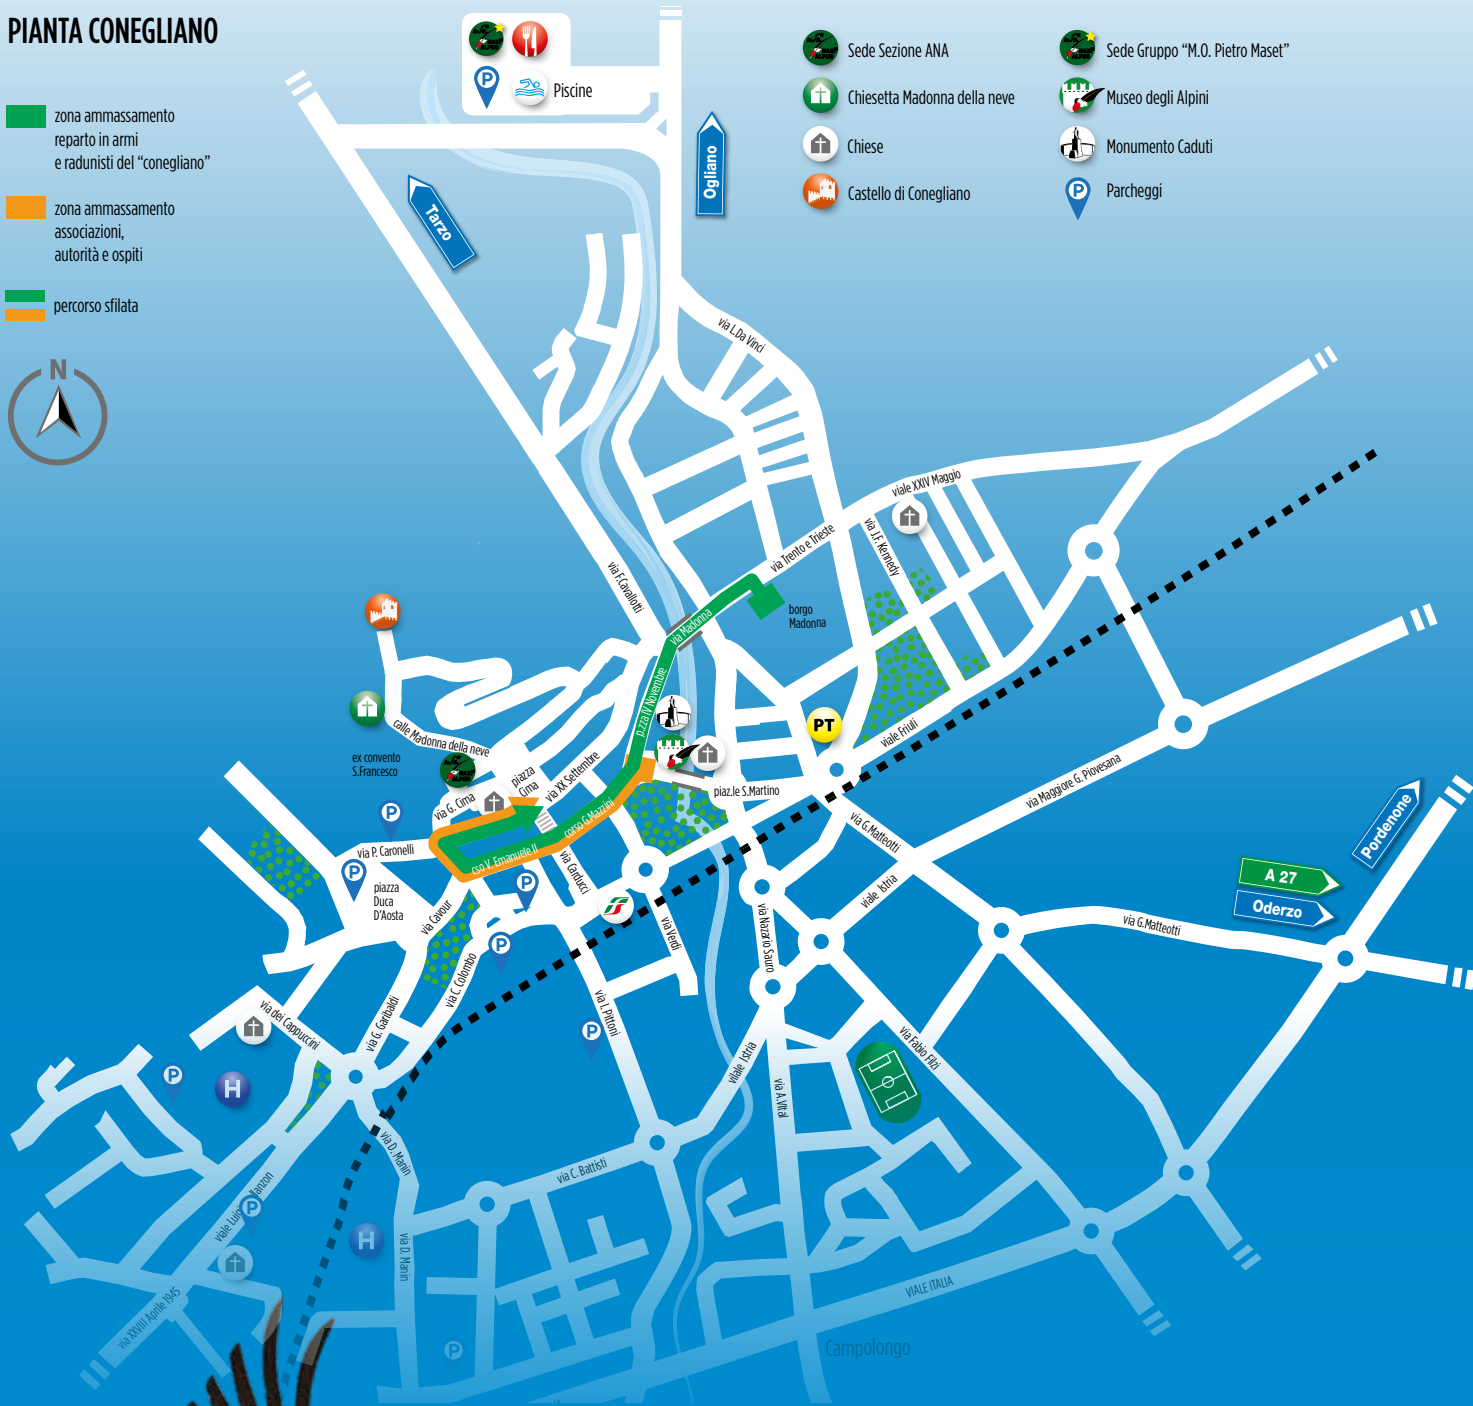 PIANTA CONEGLIANO
zona ammassamento
reparto in armi
e radunisti del “conegliano”
zona ammassamento
associazioni,
autorità e ospiti
percorso sfilata
N
P
Piscine
Sede Sezione ANA
Chiesetta Madonna della neve
Chiese
Castello di Conegliano
Sede Gruppo “M.O. Pietro Maset”
Museo degli Alpini
Monumento Caduti
P
Parcheggi
Tarzo
Ogliano
via L.Da Vinci
viale XXIV Maggio
via Trento e Trieste
via J.F. Kennedy
via F.Cavallotti
via Madonna
borgo
Madonna
p.zza IV Novembre
PT
viale Friuli
calle Madonna della neve
ex convento
S.Francesco
piazza
Cima
via XX Settembre
via G. Cima
corso G.Mazzini
piaz.le S.Martino
via Maggiore G. Piovesana
P
via P. Caronelli
cso V. Emanuele II
via Carducci
via G.Matteotti
Pordenone
A 27
Oderzo
P
piazza
Duca
D'Aosta
P
via Cavour
viale Istria
via G.Matteotti
via Verdi
via Nazario Sauro
P
via C. Colombo
via dei Cappuccini
via G. Garibaldi
via I. Pittoni
P
via Fabio Filzi
P
H
viale Istria
via A.Vital
via D. Manin
via C. Battisti
P
H
via D. Manin
via XXVIII Aprile 1945
VIALE ITALIA
P
Campolongo